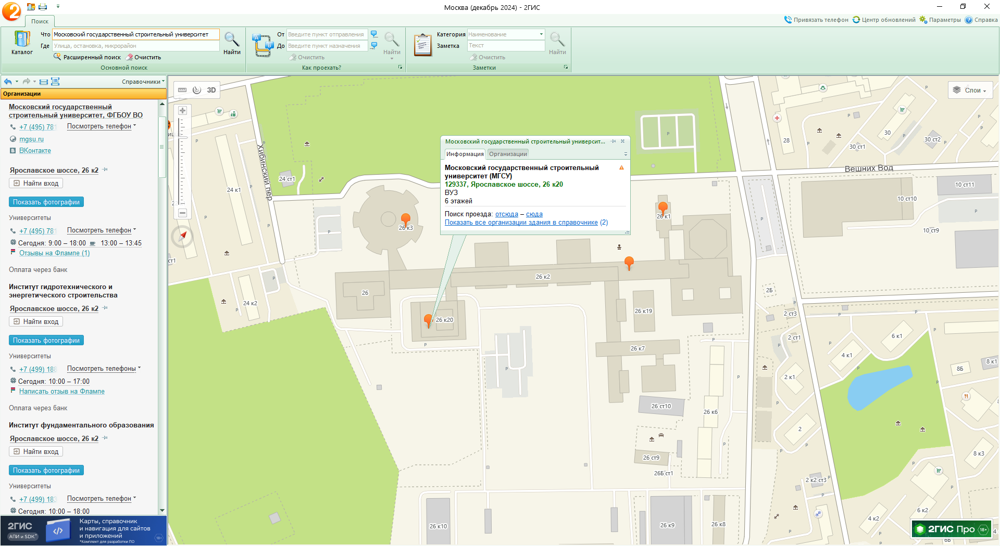 Москва (декабрь 2024) - 2ГИС
Поиск
Привязать телефон
Центр обновлений
Параметры
Справка
Каталог
Что Московский государственный строительный университет
Где Улица, остановка, микрорайон
Расширенный поиск
Очистить
Найти
Основной поиск
От Введите пункт отправления
До Введите пункт назначения
Очистить
Найти
Как проехать?
Категория Наименование
Заметка Текст
Очистить
Найти
Заметки
Справочники
Организации
Московский государственный
строительный университет, ФГБОУ ВО
+7 (495) 781 Посмотреть телефон
mgsu.ru
ВКонтакте
Ярославское шоссе, 26 к2
Найти вход
Показать фотографии
Университеты
+7 (495) 781 Посмотреть телефон
Сегодня: 9:00 – 18:00 13:00 – 13:45
Отзывы на Флампе (1)
Оплата через банк
Институт гидротехнического и
энергетического строительства
Ярославское шоссе, 26 к2
Найти вход
Показать фотографии
Университеты
+7 (499) 188 Посмотреть телефоны
Сегодня: 10:00 – 17:00
Написать отзыв на Флампе
Оплата через банк
Институт фундаментального образования
Ярославское шоссе, 26 к2
Найти вход
Показать фотографии
Университеты
+7 (499) 183 Посмотреть телефон
Сегодня: 10:00 – 18:00
2ГИС
АПИ и SDK*
Карты, справочник
и навигация для сайтов
и приложений
*Комплект для разработки ПО
18+
3D
Слои
Московский государственный строительный университ...
Информация
Организации
Московский государственный строительный
университет (МГСУ)
129337, Ярославское шоссе, 26 к20
ВУЗ
6 этажей
Поиск проезда: отсюда – сюда
Показать все организации здания в справочнике (2)
Хибинский пер
Вешних Вод
24 ст1
24 к1
24 к2
26 к3
26 к1
26 к2
26
26 к20
26 к19
26 к7
26 ст10
26 к6
26 ст9
26Б ст1
26 к10
26 к9
26 к8
28
30
30 ст1
30 ст2
10 ст11
10 ст10
10 ст9
2Б
2 ст3
2 ст1
2 к1
4 к1
6 к1
8Б
8 к1
2
8 к3
2 к2 ст3
4 к2
6 к2
6Б
2ГИС Про 18+